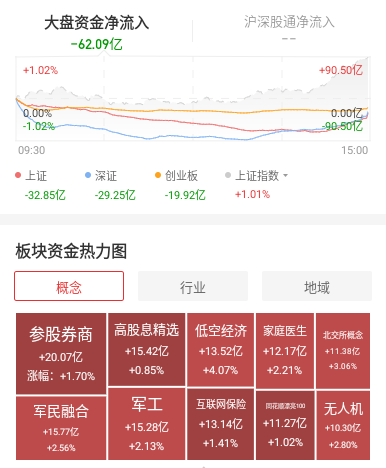 大盘资金净流入
沪深股通净流入
-62.09亿
--
+1.02%
+90.50亿
0.00%
0.00亿
-1.02%
-90.50亿
09:30
15:00
上证
深证
创业板
上证指数
-32.85亿
-29.25亿
-19.92亿
+1.01%
板块资金热力图
概念
行业
地域
参股券商
+20.07亿
涨幅：+1.70%
高股息精选
+15.42亿
+0.85%
低空经济
+13.52亿
+4.07%
家庭医生
+12.17亿
+2.21%
北交所概念
+11.38亿
+3.06%
军民融合
+15.77亿
+2.56%
军工
+15.28亿
+2.13%
互联网保险
+13.14亿
+1.41%
同花顺漂亮100
+11.27亿
+1.02%
无人机
+10.30亿
+2.80%